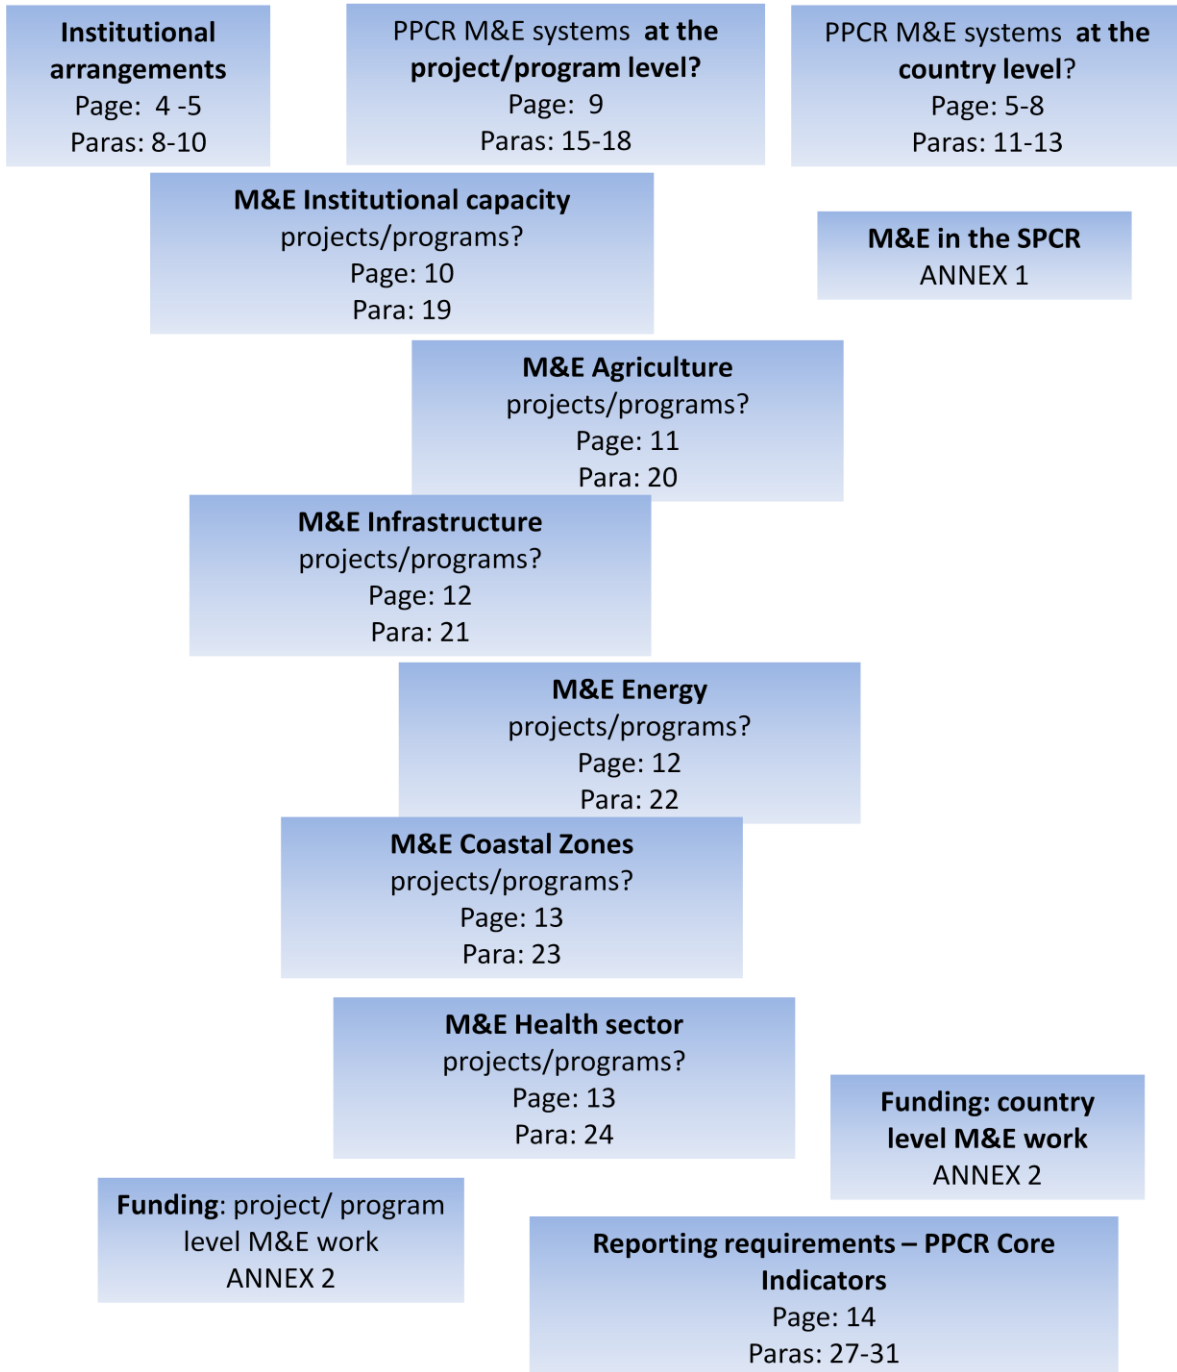 Institutional
arrangements
Page:  4 -5
Paras: 8-10
PPCR M&E systems  at the
project/program level?
Page:  9
Paras: 15-18
PPCR M&E systems  at the
country level?
Page: 5-8
Paras: 11-13
M&E Institutional capacity
projects/programs?
Page: 10
Para: 19
M&E in the SPCR
ANNEX 1
M&E Agriculture
projects/programs?
Page: 11
Para: 20
M&E Infrastructure
projects/programs?
Page: 12
Para: 21
M&E Energy
projects/programs?
Page: 12
Para: 22
M&E Coastal Zones
projects/programs?
Page: 13
Para: 23
M&E Health sector
projects/programs?
Page: 13
Para: 24
Funding: country
level M&E work
ANNEX 2
Funding: project/ program
level M&E work
ANNEX 2
Reporting requirements – PPCR Core
Indicators
Page: 14
Paras: 27-31